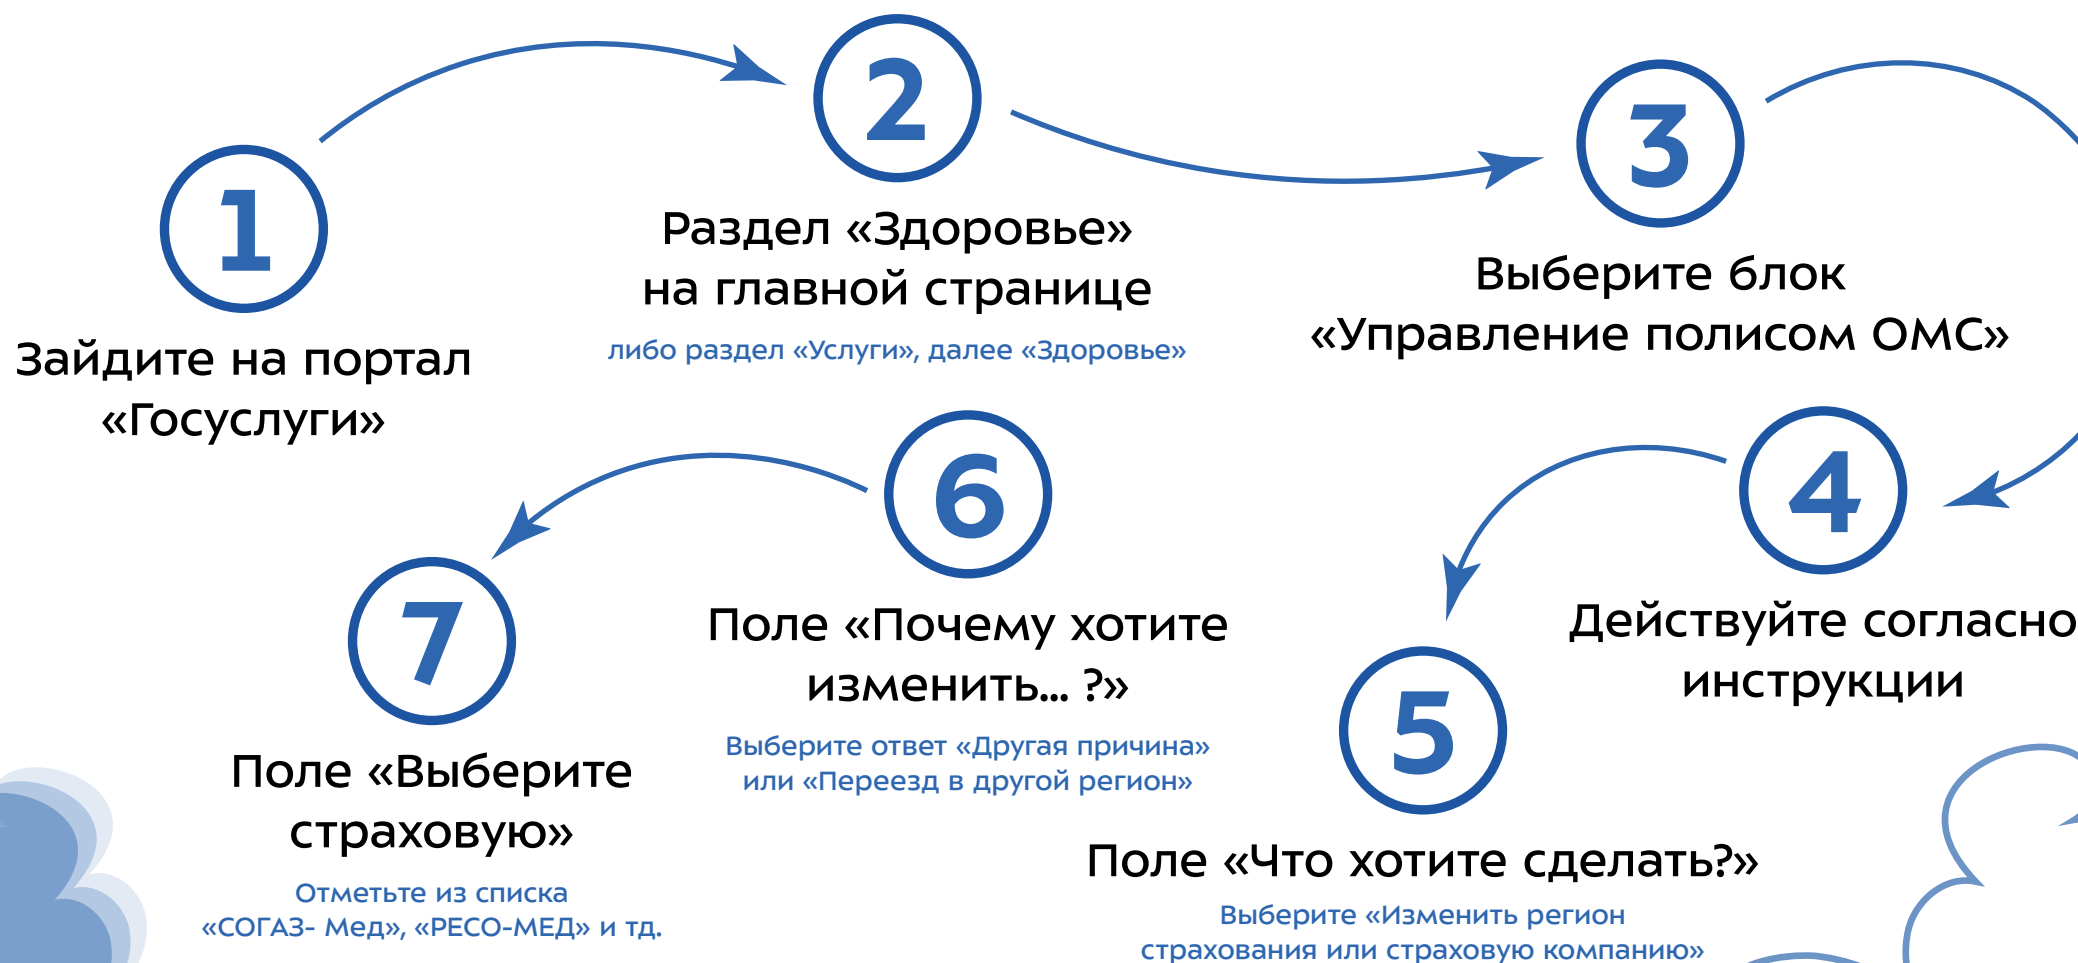 1
Зайдите на портал
«Госуслуги»
2
Раздел «Здоровье»
на главной странице
либо раздел «Услуги», далее «Здоровье»
3
Выберите блок
«Управление полисом ОМС»
4
Действуйте согласно
инструкции
5
Поле «Что хотите сделать?»
Выберите «Изменить регион
страхования или страховую компанию»
6
Поле «Почему хотите
изменить... ?»
Выберите ответ «Другая причина»
или «Переезд в другой регион»
7
Поле «Выберите
страховую»
Отметьте из списка
«СОГАЗ- Мед», «РЕСО-МЕД» и тд.